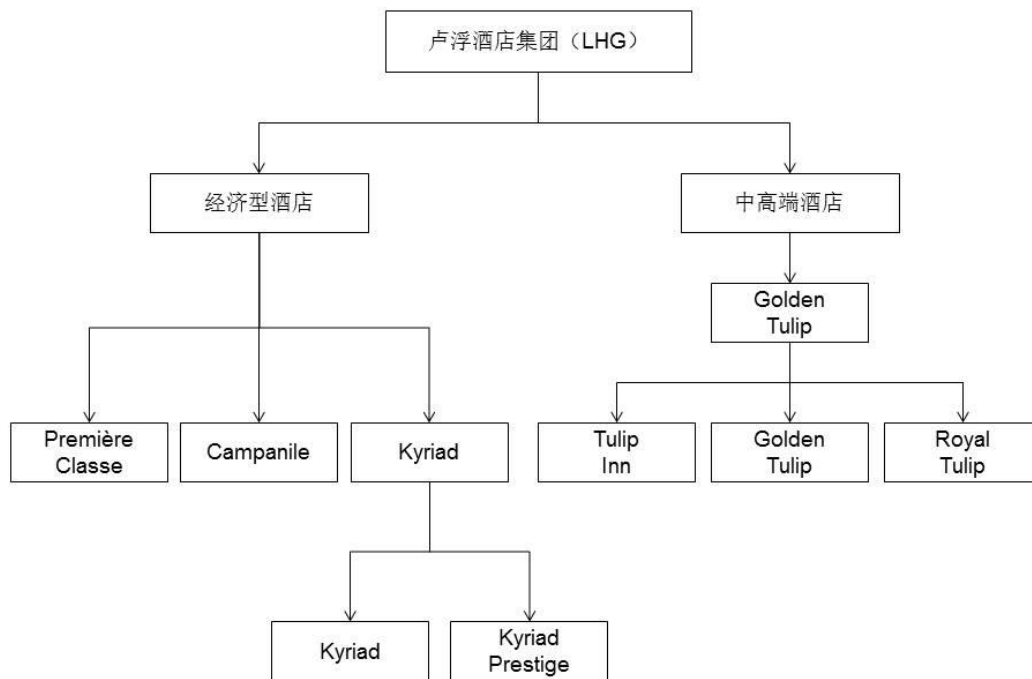 卢浮酒店集团（LHG）
经济型酒店
中高端酒店
Golden
Tulip
Première
Classe
Campanile
Kyriad
Tulip
Inn
Golden
Tulip
Royal
Tulip
Kyriad
Kyriad
Prestige